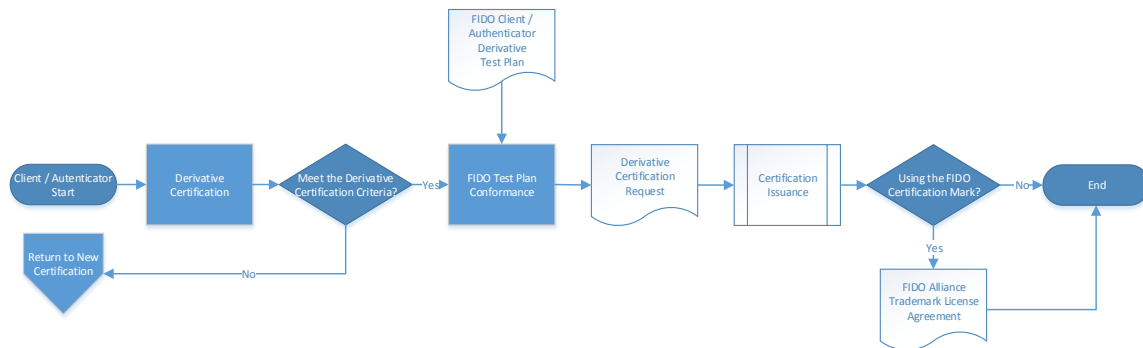 FIDO Client /
Authenticator
Derivative
Test Plan
Client / Autenticator
Start
Derivative
Certification
Meet the Derivative
Certification Criteria?
Yes
FIDO Test Plan
Conformance
Derivative
Certification
Request
Certification
Issuance
Using the FIDO
Certification Mark?
No
End
Return to New
Certification
No
Yes
FIDO Alliance
Trademark License
Agreement